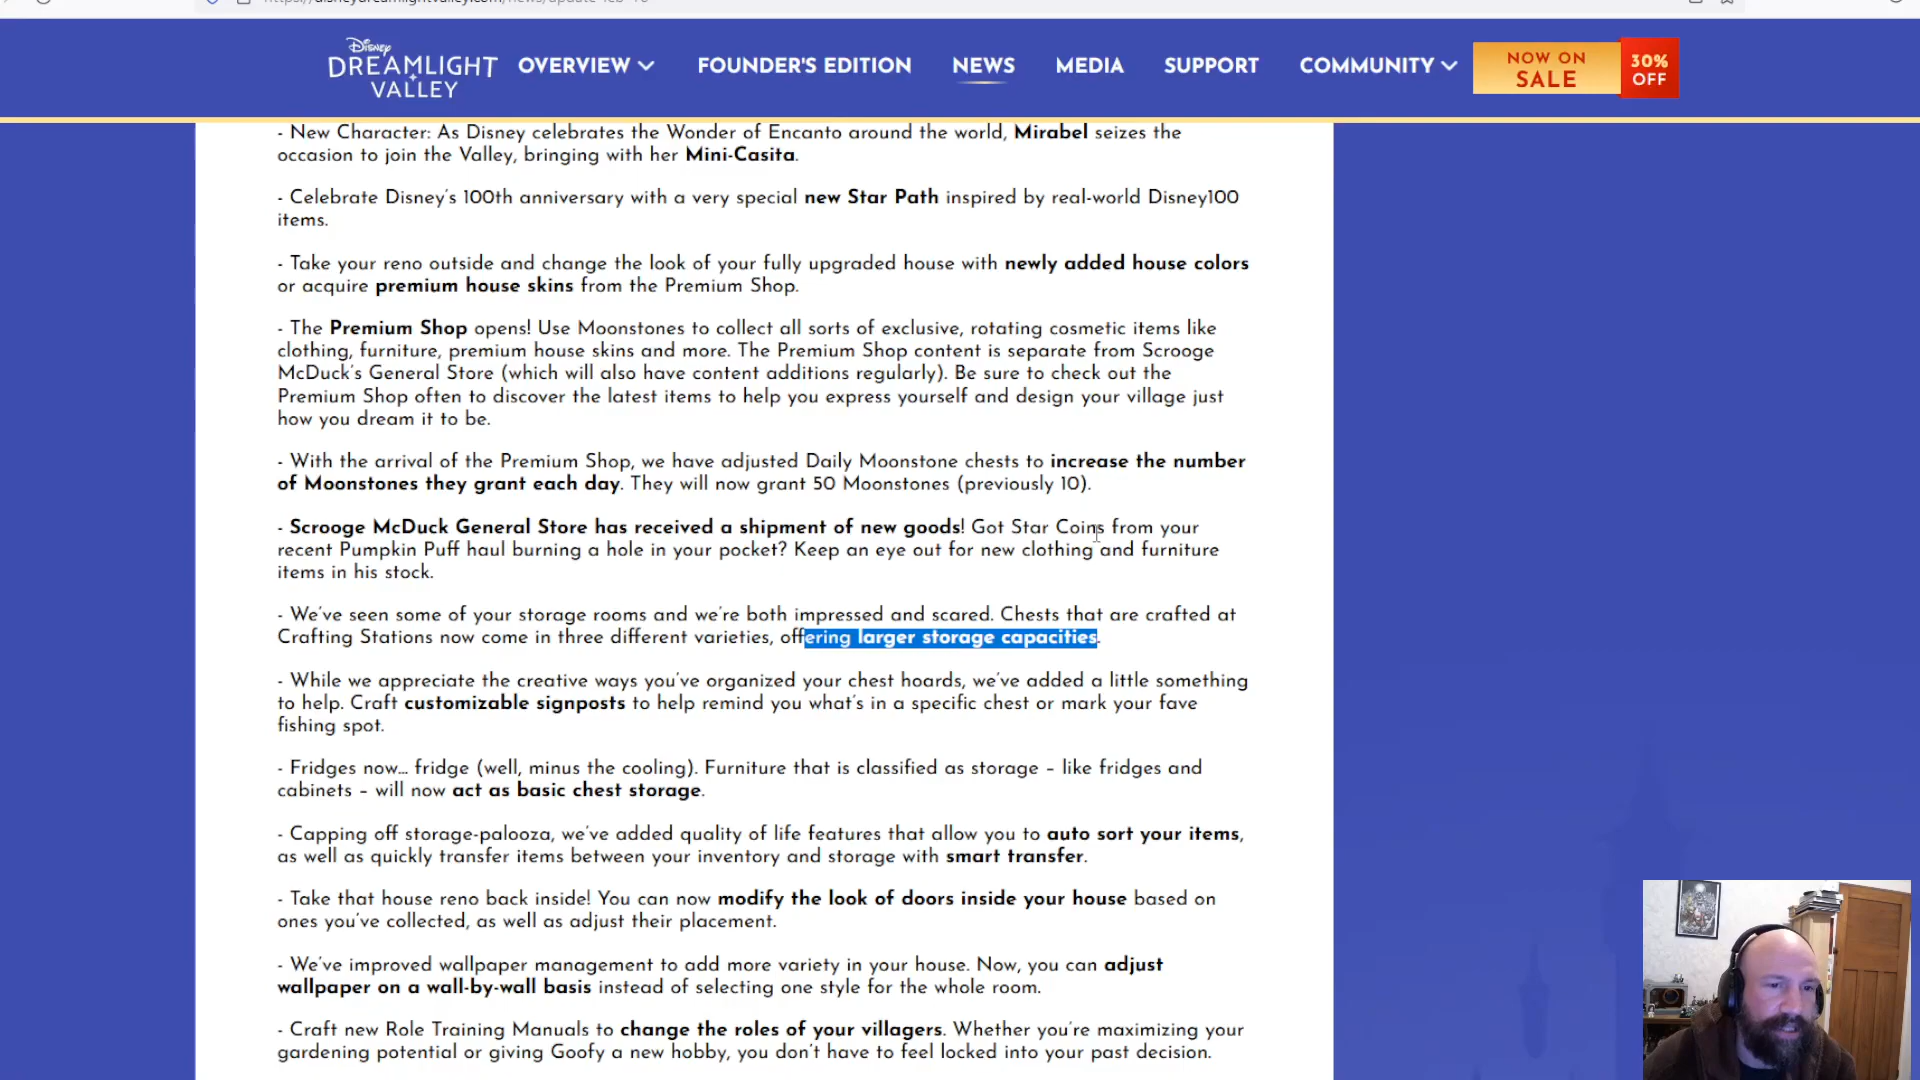 https://disneydreamlightvalley.com/news/update-feb-16
Disney
DREAMLIGHT
VALLEY
OVERVIEW
FOUNDER'S EDITION
NEWS
MEDIA
SUPPORT
COMMUNITY
NOW ON
SALE
30%
OFF
- New Character: As Disney celebrates the Wonder of Encanto around the world, Mirabel seizes the
occasion to join the Valley, bringing with her Mini-Casita.
- Celebrate Disney's 100th anniversary with a very special new Star Path inspired by real-world Disney100
items.
- Take your reno outside and change the look of your fully upgraded house with newly added house colors
or acquire premium house skins from the Premium Shop.
- The Premium Shop opens! Use Moonstones to collect all sorts of exclusive, rotating cosmetic items like
clothing, furniture, premium house skins and more. The Premium Shop content is separate from Scrooge
McDuck's General Store (which will also have content additions regularly). Be sure to check out the
Premium Shop often to discover the latest items to help you express yourself and design your village just
how you dream it to be.
- With the arrival of the Premium Shop, we have adjusted Daily Moonstone chests to increase the number
of Moonstones they grant each day. They will now grant 50 Moonstones (previously 10).
- Scrooge McDuck General Store has received a shipment of new goods! Got Star Coins from your
recent Pumpkin Puff haul burning a hole in your pocket? Keep an eye out for new clothing and furniture
items in his stock.
- We've seen some of your storage rooms and we're both impressed and scared. Chests that are crafted at
Crafting Stations now come in three different varieties, offering larger storage capacities.
- While we appreciate the creative ways you've organized your chest hoards, we've added a little something
to help. Craft customizable signposts to help remind you what's in a specific chest or mark your fave
fishing spot.
- Fridges now... fridge (well, minus the cooling). Furniture that is classified as storage – like fridges and
cabinets – will now act as basic chest storage.
- Capping off storage-palooza, we've added quality of life features that allow you to auto sort your items,
as well as quickly transfer items between your inventory and storage with smart transfer.
- Take that house reno back inside! You can now modify the look of doors inside your house based on
ones you've collected, as well as adjust their placement.
- We've improved wallpaper management to add more variety in your house. Now, you can adjust
wallpaper on a wall-by-wall basis instead of selecting one style for the whole room.
- Craft new Role Training Manuals to change the roles of your villagers. Whether you're maximizing your
gardening potential or giving Goofy a new hobby, you don't have to feel locked into your past decision.